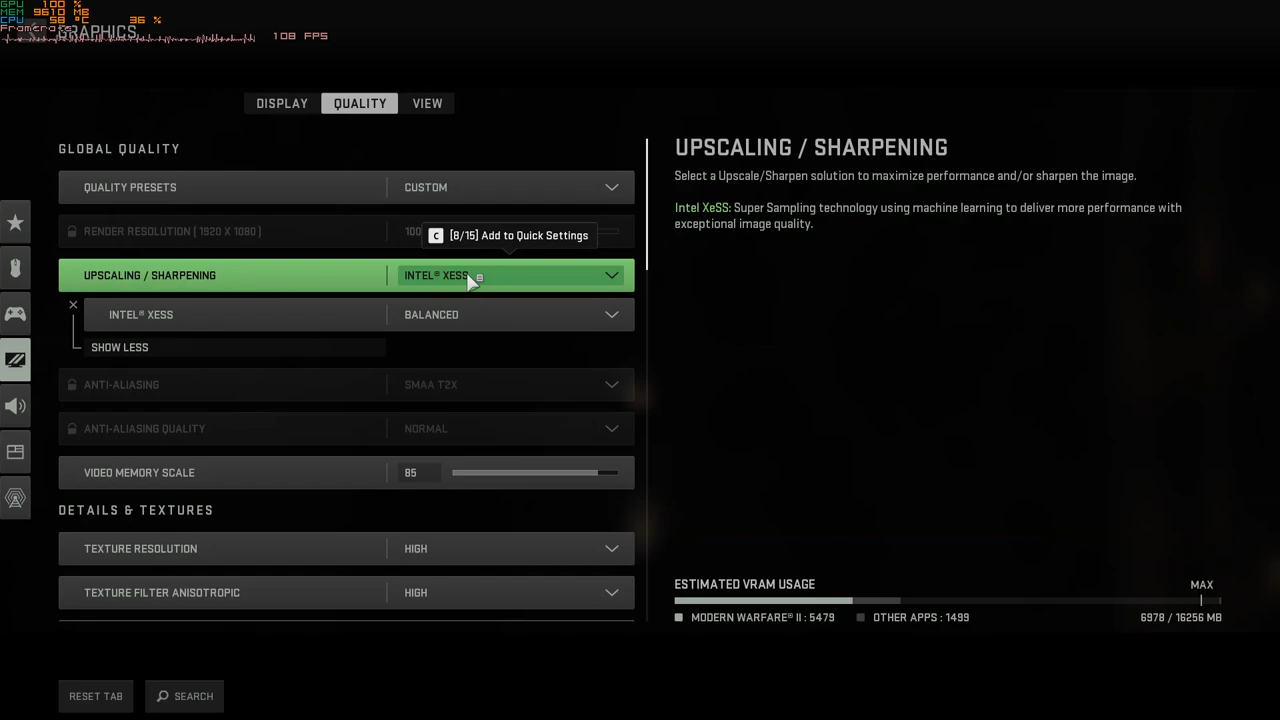 GPU 100 %
MEM 9610 MB
CPU 58 °C 36 %
Framerate
GRAPHICS
108 FPS
DISPLAY
QUALITY
VIEW
GLOBAL QUALITY
QUALITY PRESETS
CUSTOM
RENDER RESOLUTION [ 1920 X 1080 ]
100
C [8/15] Add to Quick Settings
UPSCALING / SHARPENING
INTEL® XESS
INTEL® XESS
BALANCED
SHOW LESS
ANTI-ALIASING
SMAA T2X
ANTI-ALIASING QUALITY
NORMAL
VIDEO MEMORY SCALE
85
DETAILS & TEXTURES
TEXTURE RESOLUTION
HIGH
TEXTURE FILTER ANISOTROPIC
HIGH
RESET TAB
SEARCH
UPSCALING / SHARPENING
Select a Upscale/Sharpen solution to maximize performance and/or sharpen the image.
Intel XeSS: Super Sampling technology using machine learning to deliver more performance with
exceptional image quality.
ESTIMATED VRAM USAGE
MAX
MODERN WARFARE® II : 5479
OTHER APPS : 1499
6978 / 16256 MB